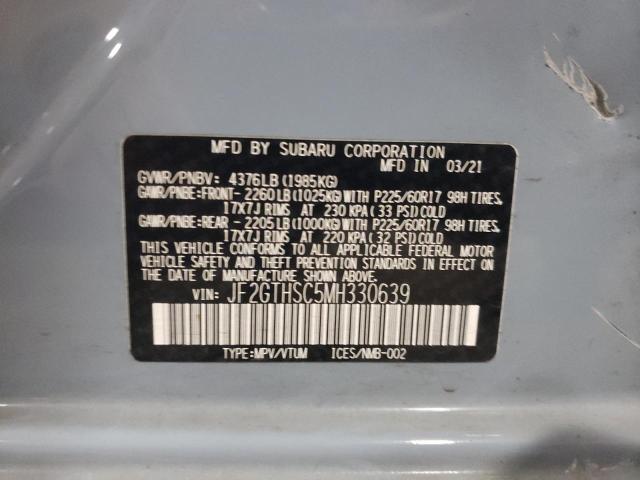 MFD BY SUBARU CORPORATION
MFD IN 03/21
GVWR/PNBV: 4376LB(1985KG)
GAWR/PNBE:FRONT- 2260LB(1025KG)WITH P225/60R17 98H TIRES,
17X7J RIMS AT 230 KPA(33 PSI)COLD
GAWR/PNBE:REAR -2205LB(1000KG)WITH P225/60R17 98H TIRES,
17X7J RIMS AT 220 KPA(32 PSI)COLD
THIS VEHICLE CONFORMS TO ALL APPLICABLE FEDERAL MOTOR
VEHICLE SAFETY AND THEFT PREVENTION STANDARDS IN EFFECT ON
THE DATE OF MANUFACTURE SHOWN ABOVE.
VIN: JF2GTHSC5MH330639
TYPE:MPV/VTUM ICES/NMB-002